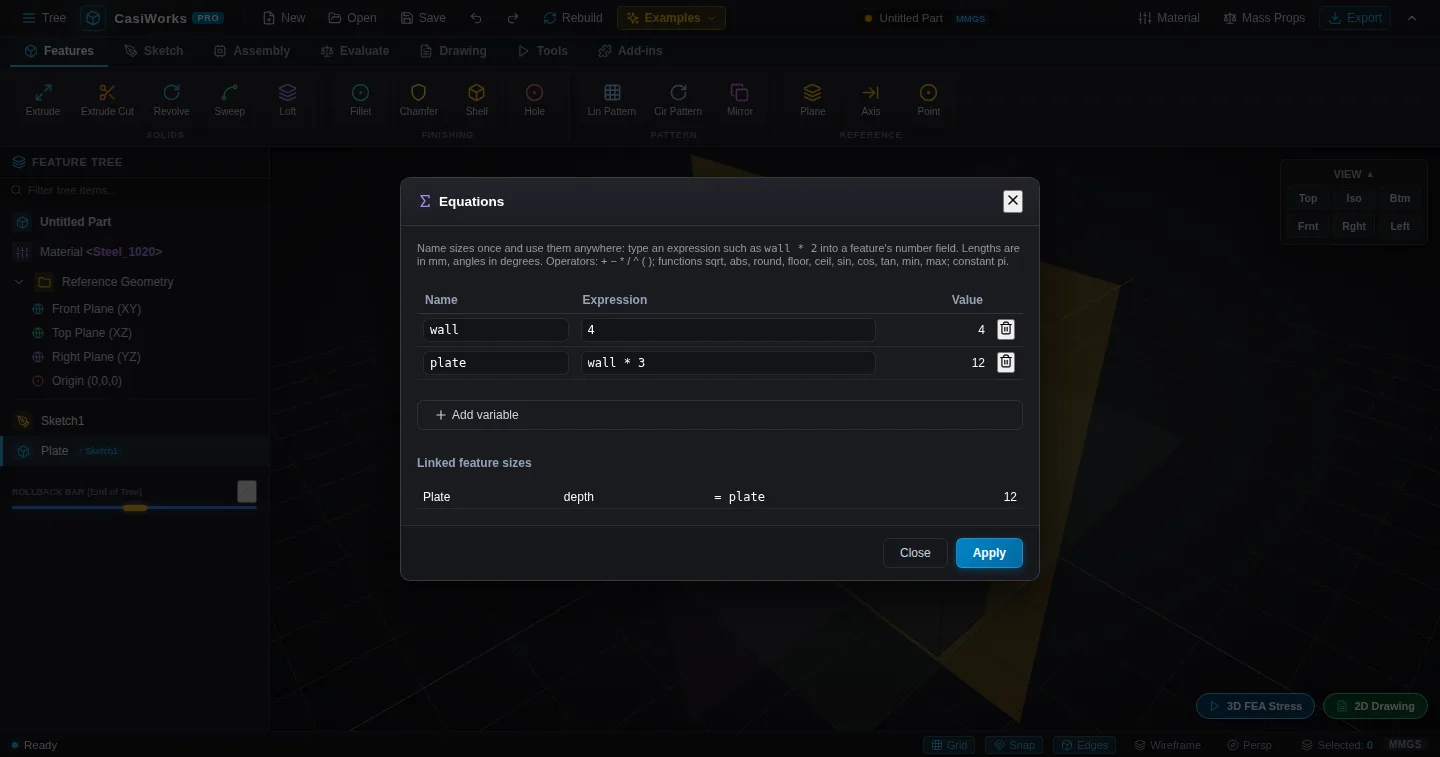 Tree CasiWorks PRO New Open Save Rebuild Examples Untitled Part MMGS Material Mass Props Export
Features Sketch Assembly Evaluate Drawing Tools Add-ins
Extrude Extrude Cut Revolve Sweep Loft Fillet Chamfer Shell Hole Lin Pattern Cir Pattern Mirror Plane Axis Point
SOLIDS FINISHING PATTERN REFERENCE
FEATURE TREE
Filter tree items...
Untitled Part
Material <Steel_1020>
Reference Geometry
Front Plane (XY)
Top Plane (XZ)
Right Plane (YZ)
Origin (0,0,0)
Sketch1
Plate ↑ Sketch1
ROLLBACK BAR (End of Tree)
Σ Equations
Name sizes once and use them anywhere: type an expression such as wall * 2 into a feature's number field. Lengths are
in mm, angles in degrees. Operators: + − * / ^ ( ); functions sqrt, abs, round, floor, ceil, sin, cos, tan, min, max; constant pi.
Name Expression Value
wall 4 4
plate wall * 3 12
Add variable
Linked feature sizes
Plate depth = plate 12
Close Apply
VIEW ▲
Top Iso Btm
Frnt Rght Left
3D FEA Stress 2D Drawing
Ready Grid Snap Edges Wireframe Persp Selected: 0 MMGS